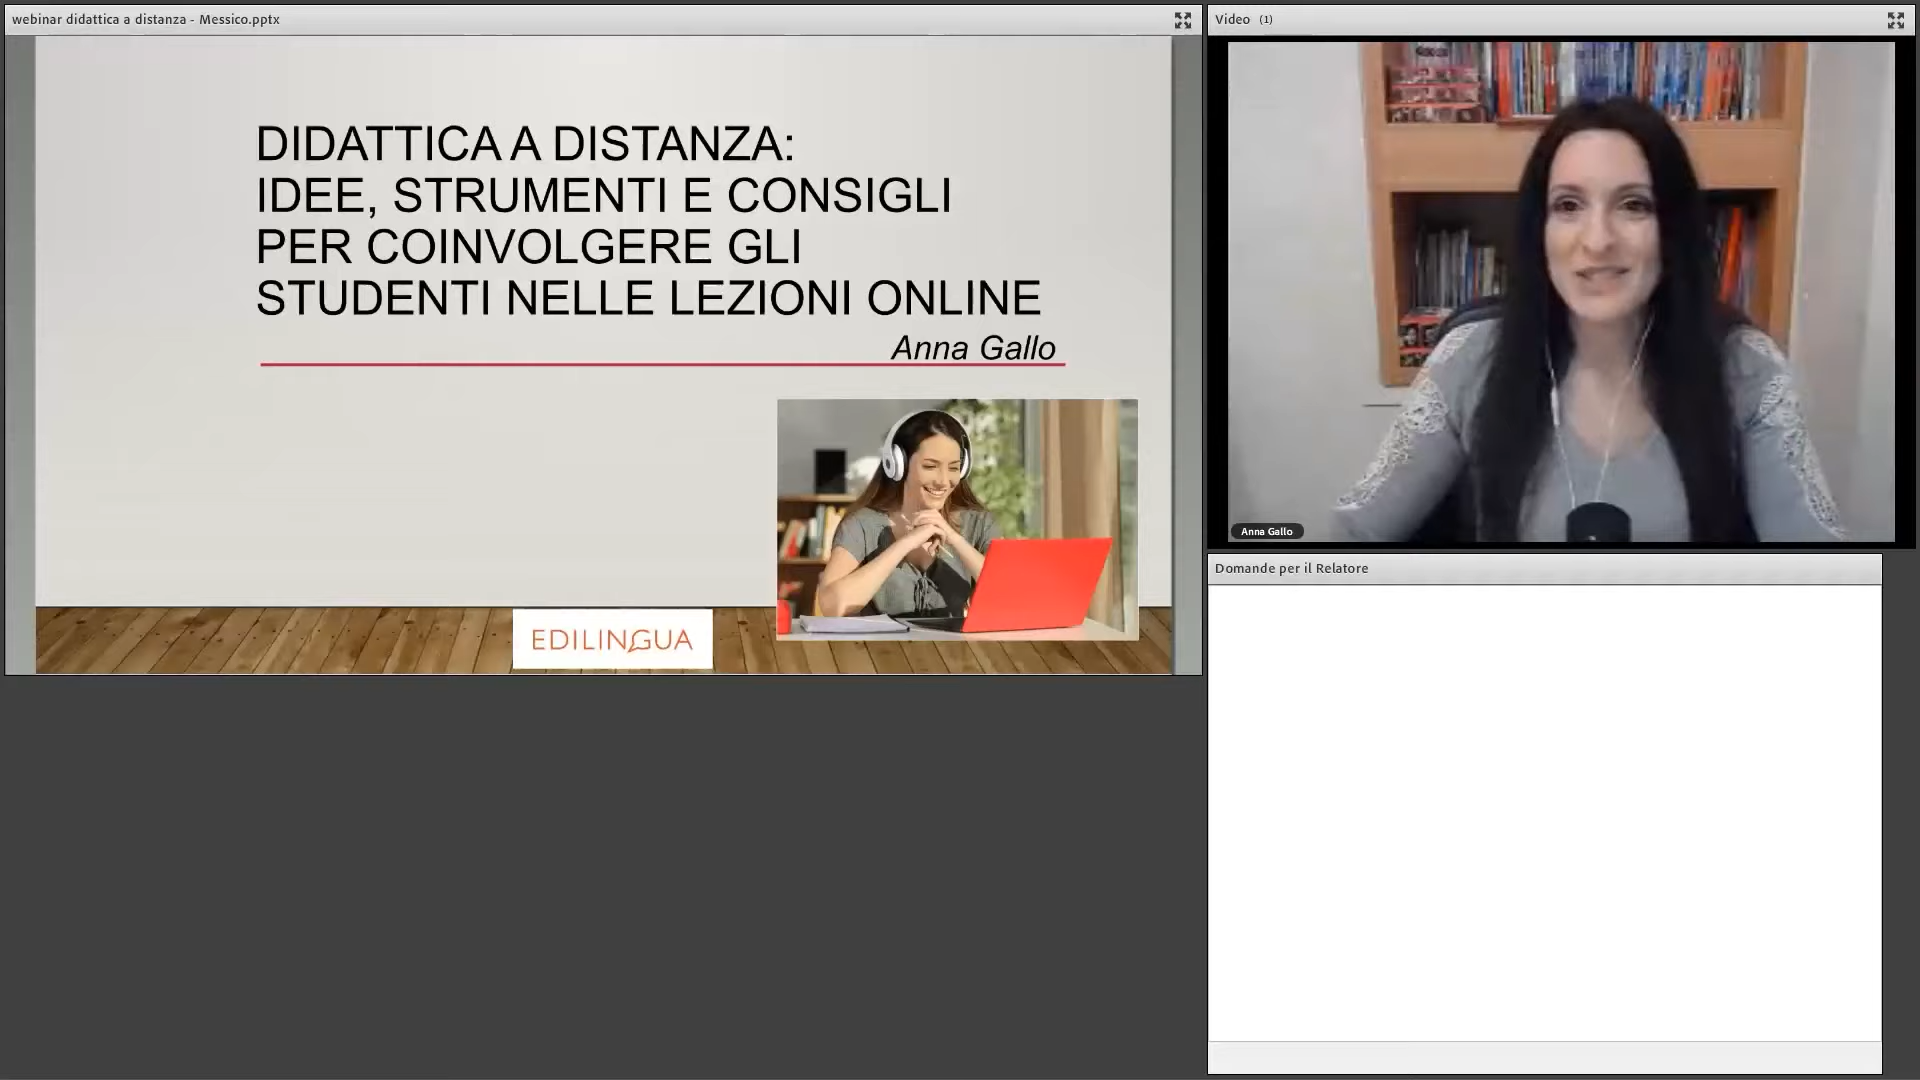 webinar didattica a distanza - Messico.pptx
DIDATTICA A DISTANZA:
IDEE, STRUMENTI E CONSIGLI
PER COINVOLGERE GLI
STUDENTI NELLE LEZIONI ONLINE
Anna Gallo
EDILINGUA
Video (1)
Anna Gallo
Domande per il Relatore